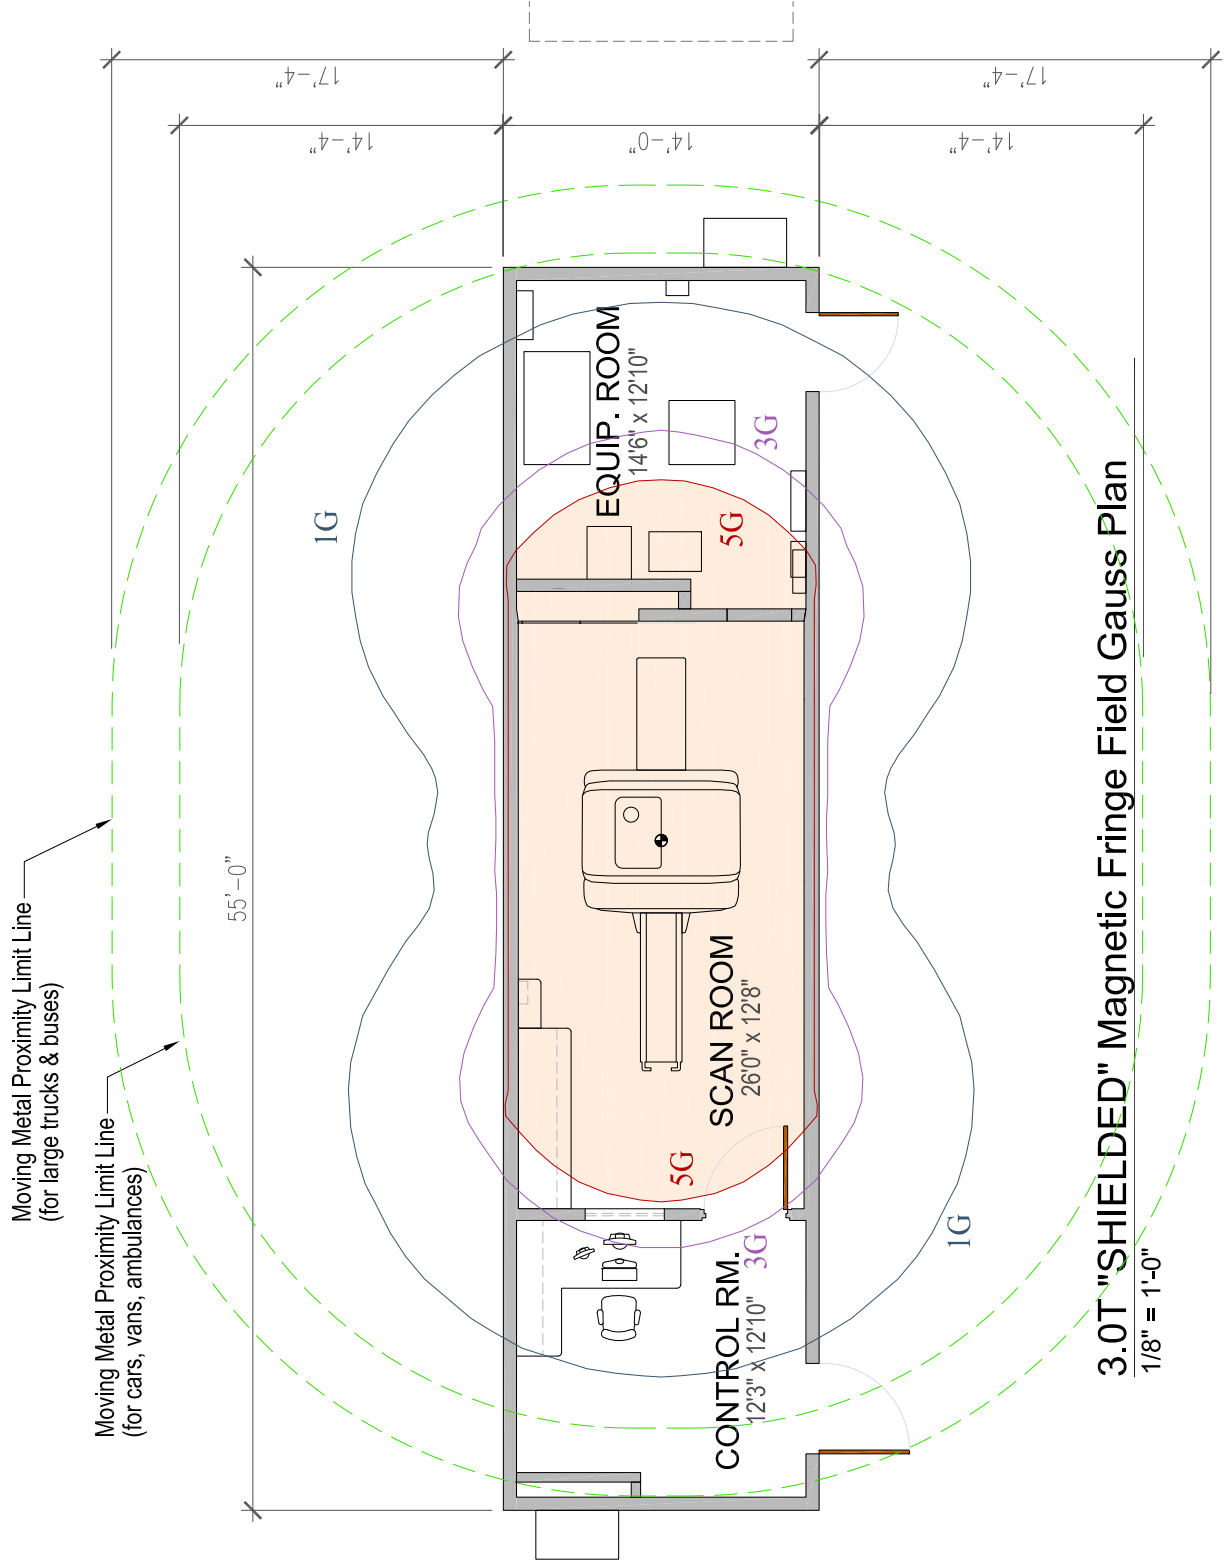 17'-4"
17'-4"
14'-4"
14'-0"
14'-4"
55'-0"
Moving Metal Proximity Limit Line
(for large trucks & buses)
Moving Metal Proximity Limit Line
(for cars, vans, ambulances)
1G
EQUIP. ROOM
14'6" x 12'10"
3G
5G
SCAN ROOM
26'0" x 12'8"
5G
3G
1G
CONTROL RM.
12'3" x 12'10"
3.0T "SHIELDED" Magnetic Fringe Field Gauss Plan
1/8" = 1'-0"